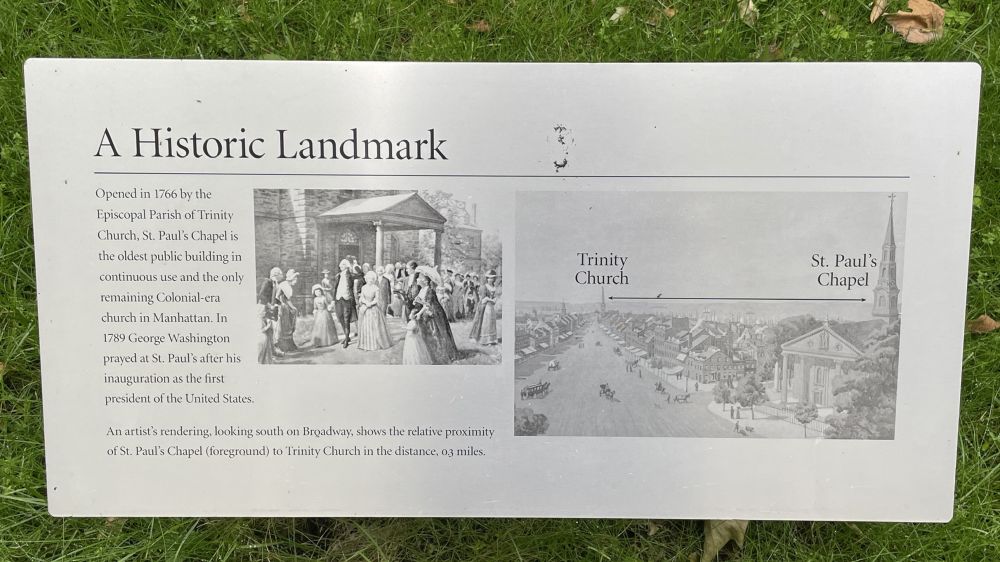 A Historic Landmark
Opened in 1766 by the
Episcopal Parish of Trinity
Church, St. Paul's Chapel is
the oldest public building in
continuous use and the only
remaining Colonial-era
church in Manhattan. In
1789 George Washington
prayed at St. Paul's after his
inauguration as the first
president of the United States.
An artist's rendering, looking south on Broadway, shows the relative proximity
of St. Paul's Chapel (foreground) to Trinity Church in the distance, 03 miles.
Trinity
Church
St. Paul's
Chapel